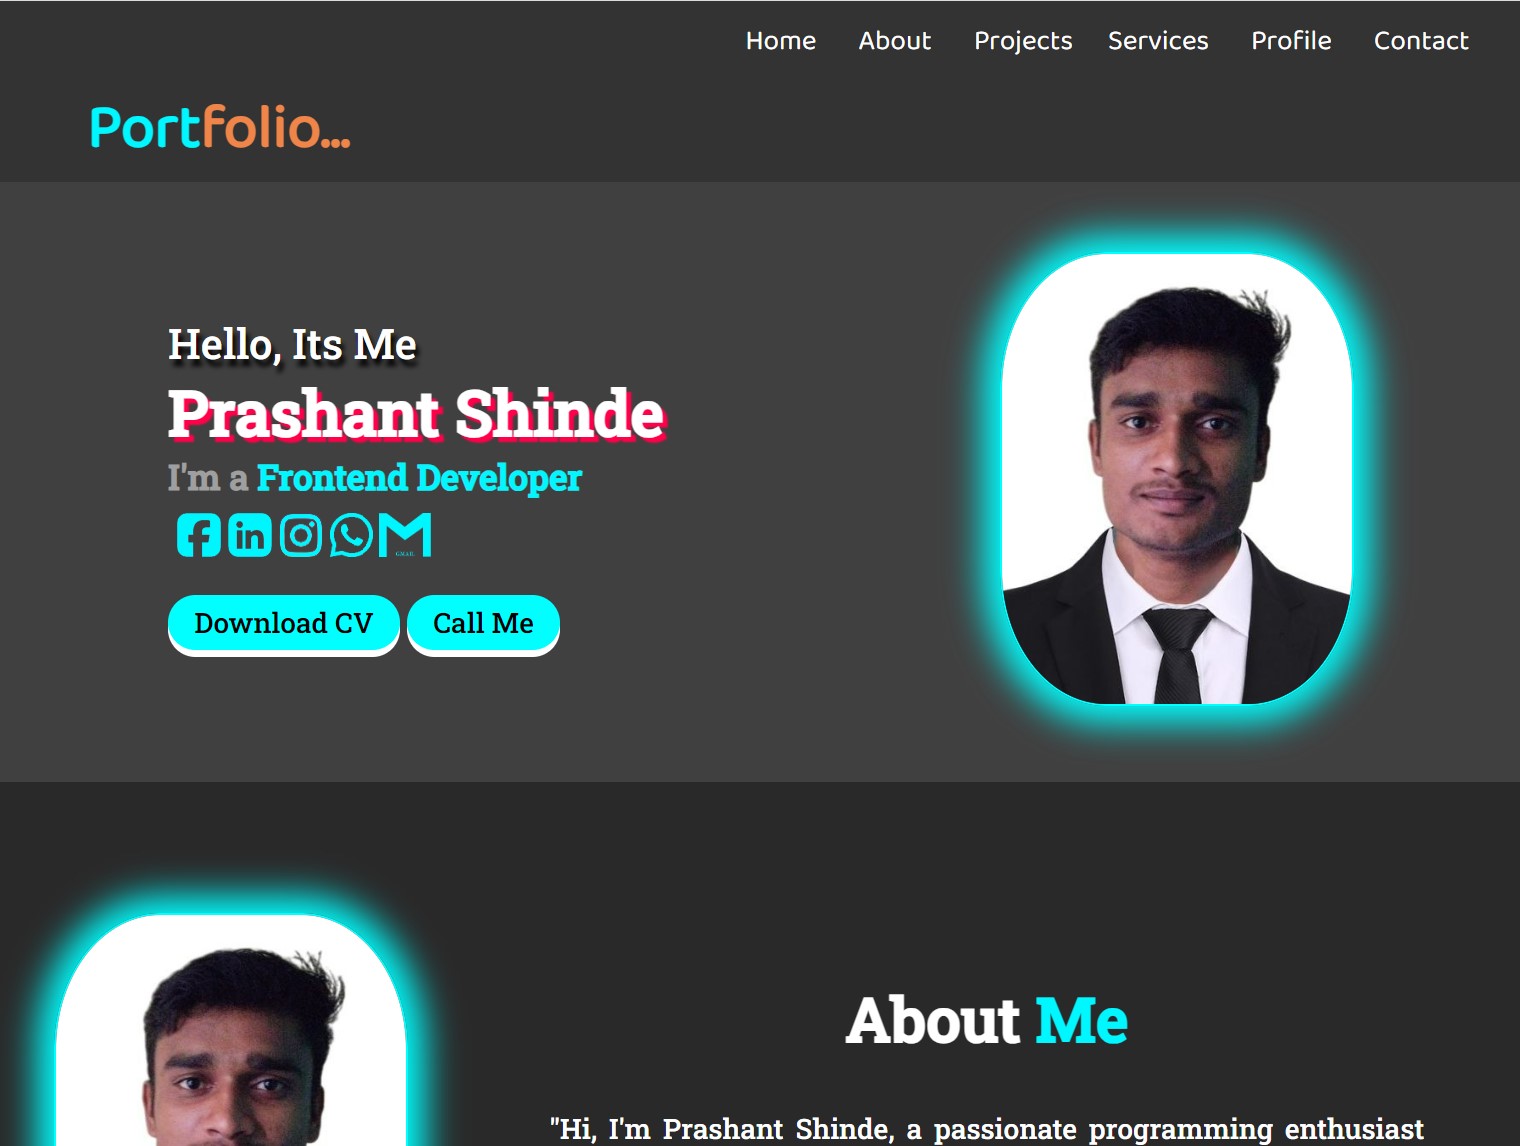 Home About Projects Services Profile Contact
Portfolio...
Hello, Its Me
Prashant Shinde
I'm a Frontend Developer
GMAIL
Download CV Call Me
About Me
"Hi, I'm Prashant Shinde, a passionate programming enthusiast